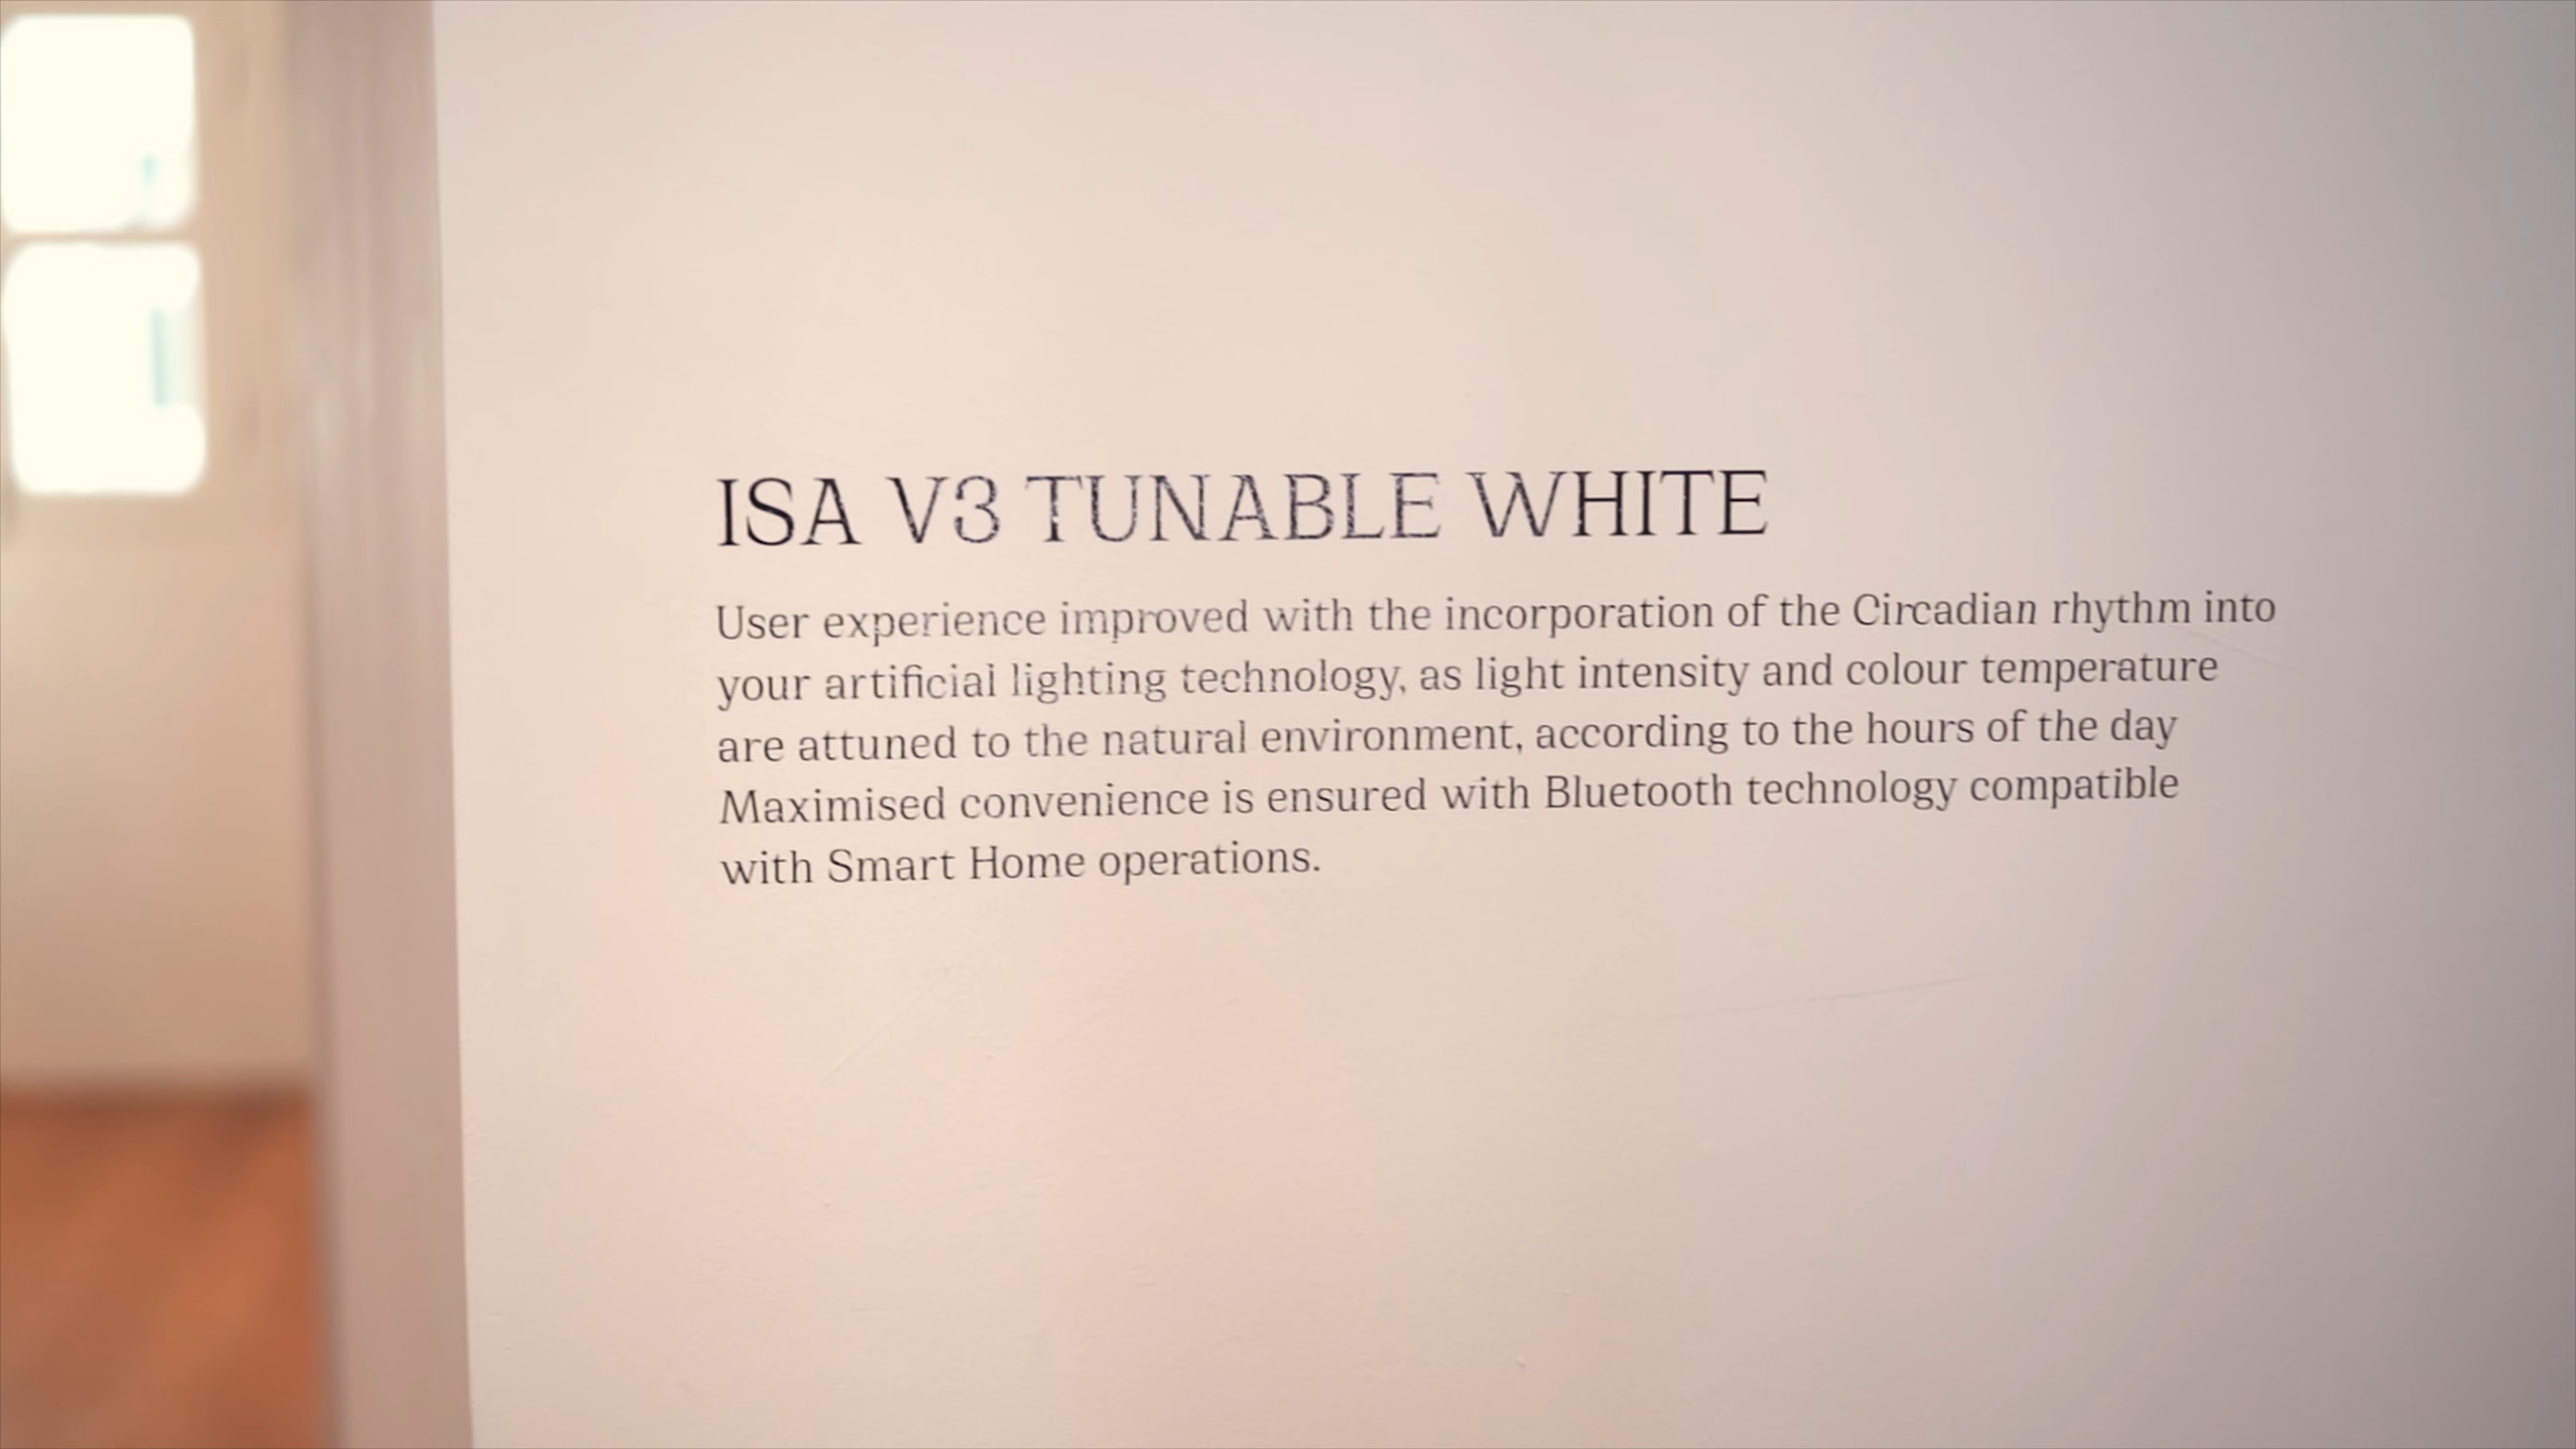 ISA V3 TUNABLE WHITE
User experience improved with the incorporation of the Circadian rhythm into
your artificial lighting technology, as light intensity and colour temperature
are attuned to the natural environment, according to the hours of the day
Maximised convenience is ensured with Bluetooth technology compatible
with Smart Home operations.